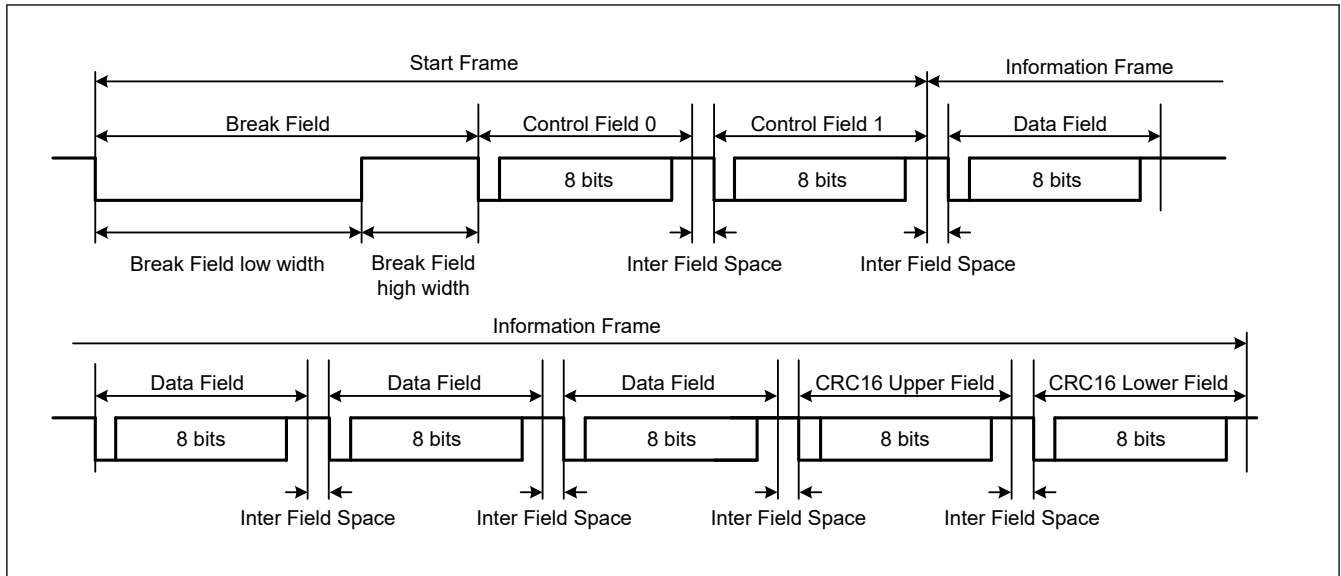 Start Frame
Information Frame
Break Field
Control Field 0
Control Field 1
Data Field
8 bits
8 bits
8 bits
Break Field low width
Break Field
high width
Inter Field Space
Inter Field Space
Information Frame
Data Field
Data Field
Data Field
CRC16 Upper Field
CRC16 Lower Field
8 bits
8 bits
8 bits
8 bits
8 bits
Inter Field Space
Inter Field Space
Inter Field Space
Inter Field Space